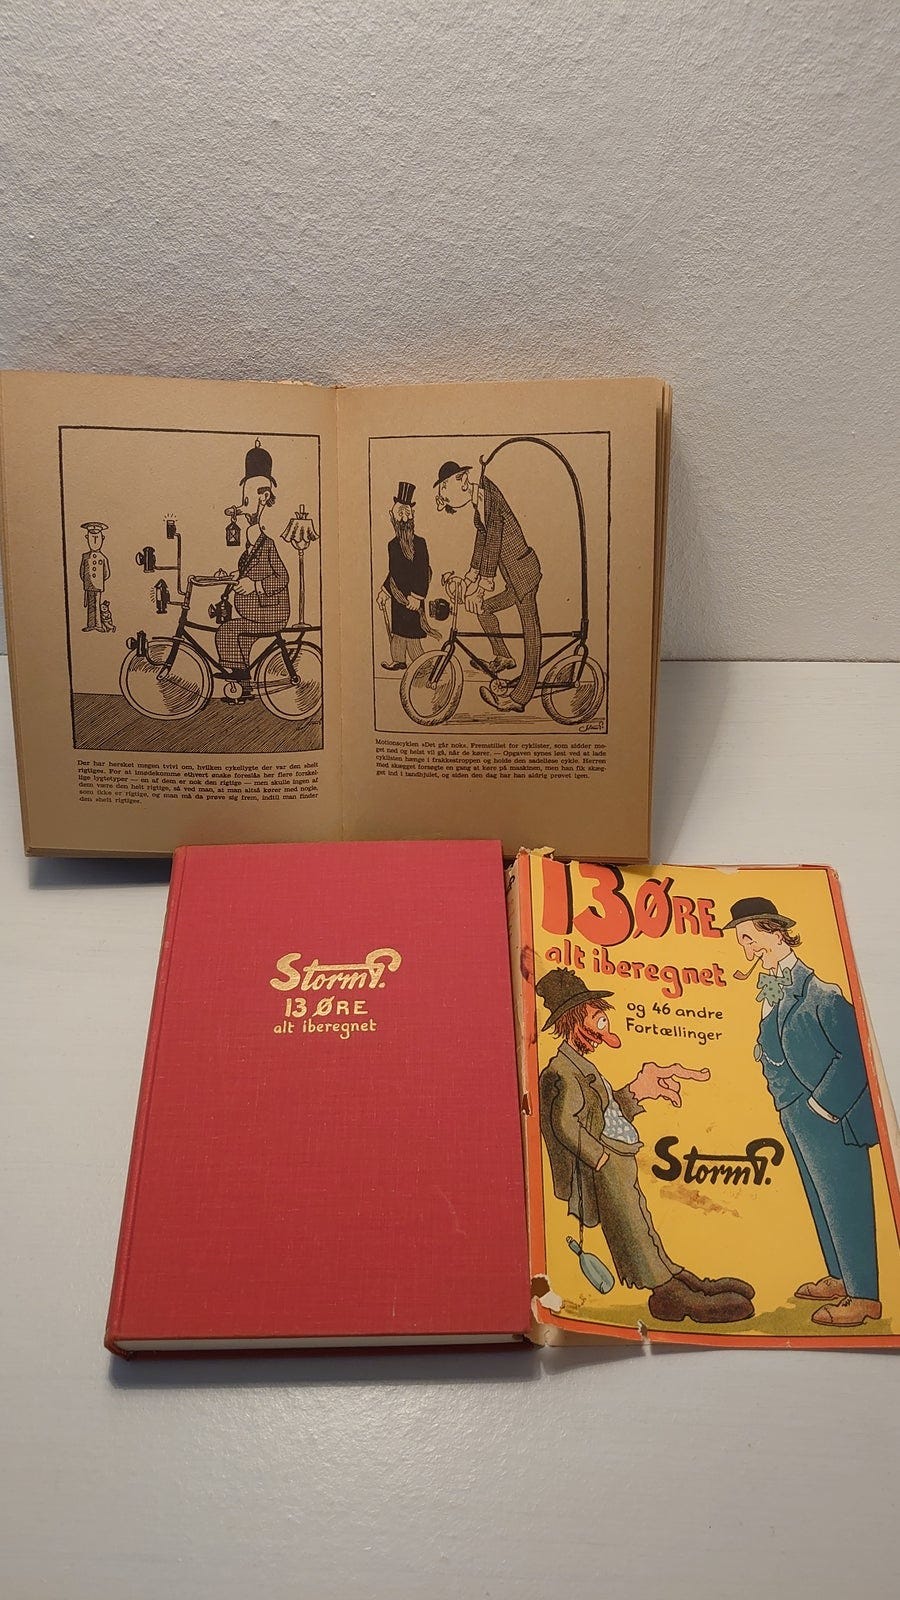 Der har hersket megen tvivl om, hvilken cykellygte der var den helt
rigtige. For at imødekomme ethvert ønske foreslås her flere forskel-
lige lygtetyper — en af dem er nok den rigtige — men skulle ingen af
dem være den helt rigtige, så ved man, at man altså kører med nogle,
som ikke er rigtige, og man må da prøve sig frem, indtil man finder
den helt rigtige.
Motionscyklen »Det går nok«. Fremstillet for cyklister, som sidder me-
get ned og helst vil gå, når de kører. — Opgaven synes løst ved at lade
cyklisten hænge i frakkestroppen og holde den sadelløse cykle. Herren
med skægget forsøgte en gang at køre på maskinen, men han fik skæg-
get ind i tandhjulet, og siden den dag har han aldrig prøvet igen.
Storm P.
Storm P.
13 ØRE
alt iberegnet
13 ØRE
alt iberegnet
og 46 andre
Fortællinger
Storm P.